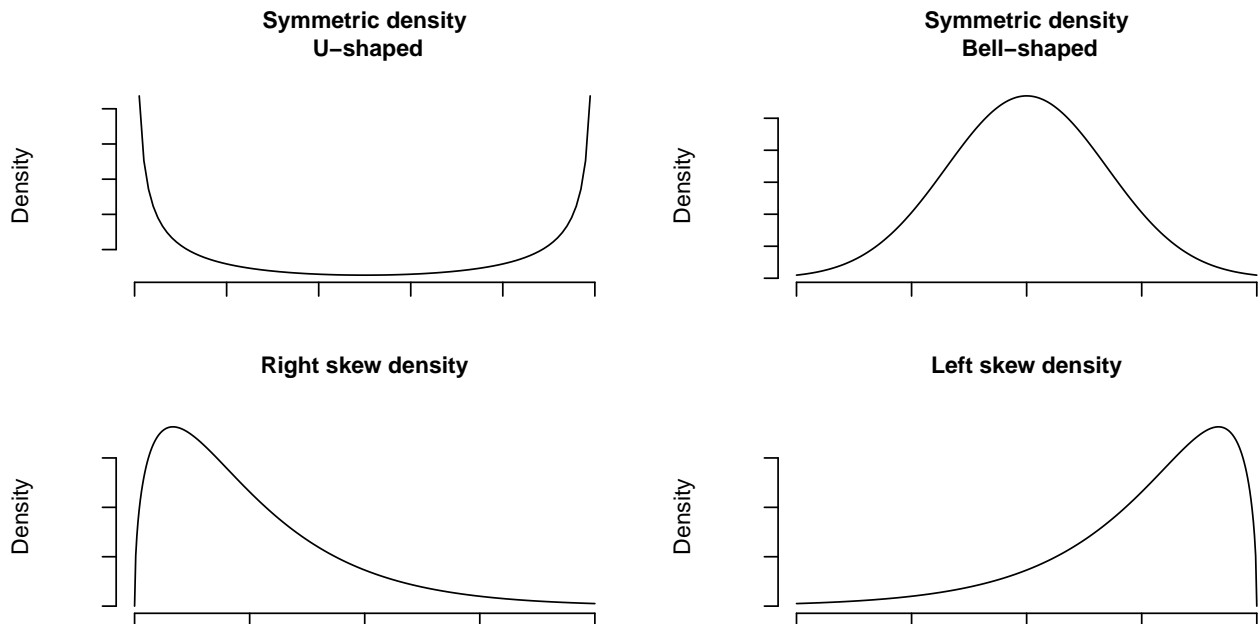 Symmetric density
U−shaped
Density
Symmetric density
Bell−shaped
Density
Right skew density
Density
Left skew density
Density